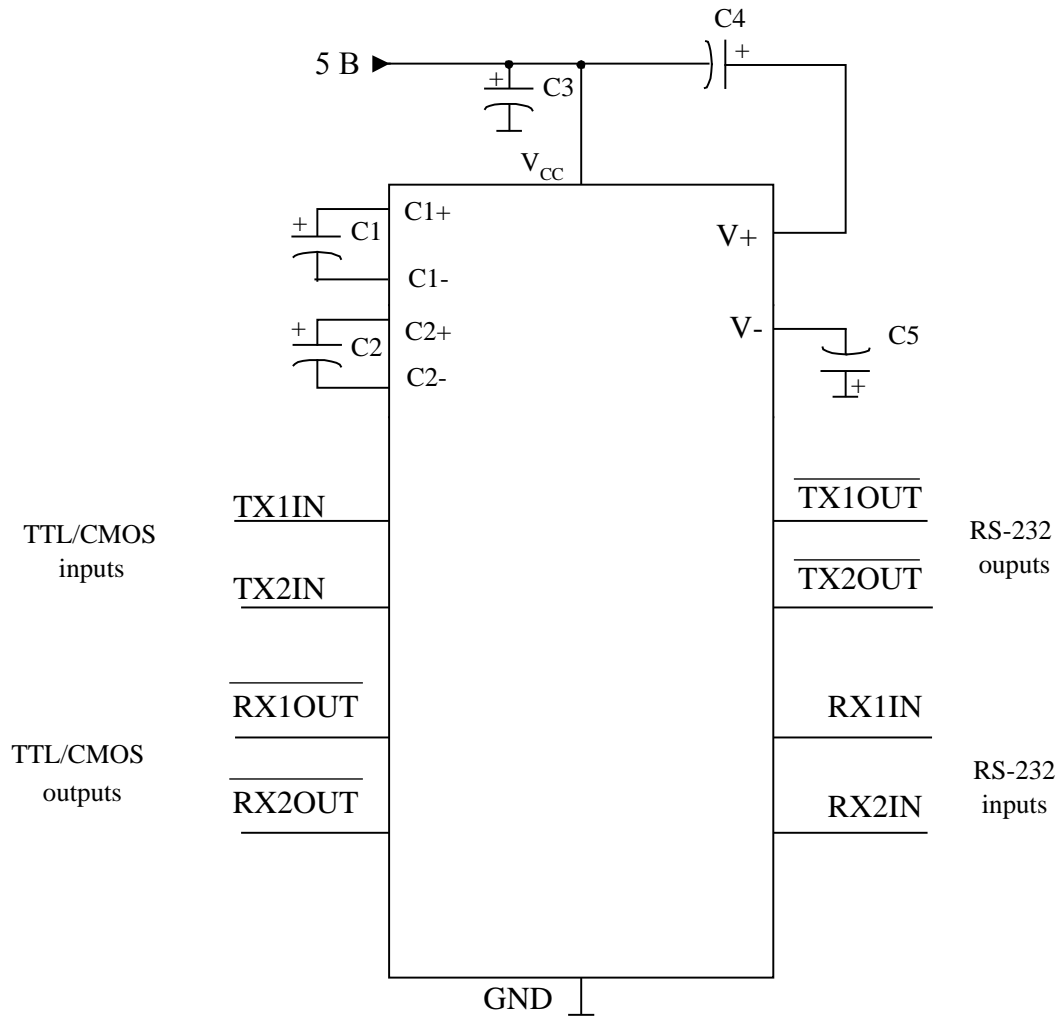 C4
+
5 В
+
C3
V_CC
+
C1
C1+
C1-
V+
+
C2
C2+
C2-
V-
C5
+
TTL/CMOS
inputs
TX1IN
TX2IN
TX1OUT
TX2OUT
RS-232
ouputs
TTL/CMOS
outputs
RX1OUT
RX2OUT
RX1IN
RX2IN
RS-232
inputs
GND